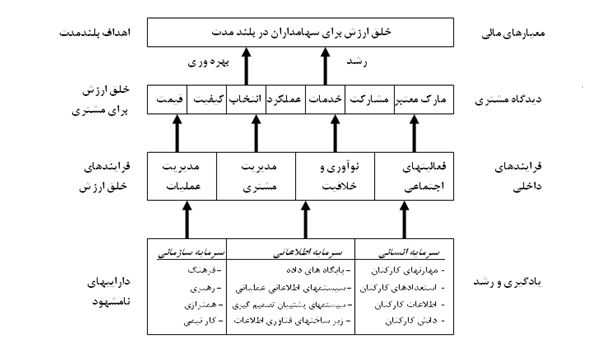 معیارهای مالی
خلق ارزش برای سهامداران در بلند مدت
اهداف بلندمدت
رشد
بهره وری
دیدگاه مشتری
مارک معتبر
مشارکت
خدمات
عملکرد
انتخاب
کیفیت
قیمت
خلق ارزش
برای مشتری
فرایندهای
داخلی
فعالیتهای
اجتماعی
نوآوری و
خلاقیت
مدیریت
مشتری
مدیریت
عملیات
فرایندهای
خلق ارزش
یادگیری و رشد
سرمایه انسانی
- مهارتهای کارکنان
- استعدادهای کارکنان
- اطلاعات کارکنان
- دانش کارکنان
سرمایه اطلاعاتی
- پایگاه های داده
- سیستمهای اطلاعاتی عملیاتی
- سیستمهای پشتیبان تصمیم گیری
- زیر ساختهای فناوری اطلاعات
سرمایه سازمانی
- فرهنگ
- رهبری
- همترازی
- کار تیمی
داراییهای
نامشهود